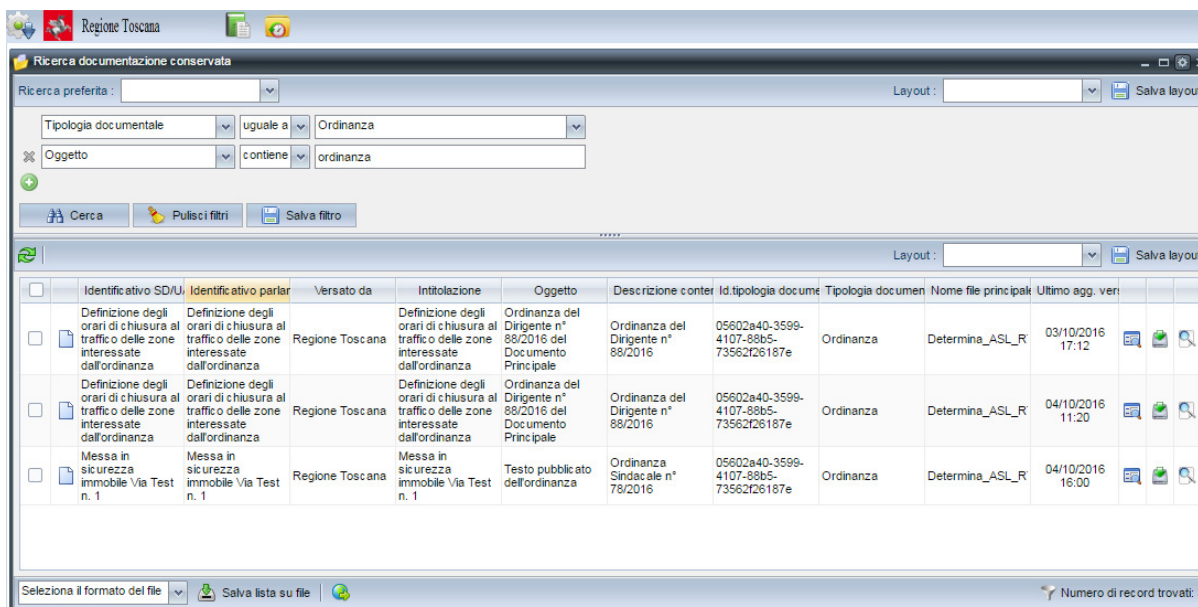 Regione Toscana
Ricerca documentazione conservata
Ricerca preferita :
Layout :
Salva layou
Tipologia documentale
uguale a
Ordinanza
Oggetto
contiene
ordinanza
Cerca
Pulisci filtri
Salva filtro
Layout :
Salva layou
Identificativo SD/U
Identificativo parlar
Versato da
Intitolazione
Oggetto
Descrizione conter
Id.tipologia docume
Tipologia documen
Nome file principale
Ultimo agg. vers
Definizione degli
orari di chiusura al
traffico delle zone
interessate
dall'ordinanza
Definizione degli
orari di chiusura al
traffico delle zone
interessate
dall'ordinanza
Regione Toscana
Definizione degli
orari di chiusura al
traffico delle zone
interessate
dall'ordinanza
Ordinanza del
Dirigente n°
88/2016 del
Documento
Principale
Ordinanza del
Dirigente n°
88/2016
05602a40-3599-
4107-88b5-
73562f26187e
Ordinanza
Determina_ASL_R
03/10/2016
17:12
Definizione degli
orari di chiusura al
traffico delle zone
interessate
dall'ordinanza
Definizione degli
orari di chiusura al
traffico delle zone
interessate
dall'ordinanza
Regione Toscana
Definizione degli
orari di chiusura al
traffico delle zone
interessate
dall'ordinanza
Ordinanza del
Dirigente n°
88/2016 del
Documento
Principale
Ordinanza del
Dirigente n°
88/2016
05602a40-3599-
4107-88b5-
73562f26187e
Ordinanza
Determina_ASL_R
04/10/2016
11:20
Messa in
sicurezza
immobile Via Test
n. 1
Messa in
sicurezza
immobile Via Test
n. 1
Regione Toscana
Messa in
sicurezza
immobile Via Test
n. 1
Testo pubblicato
dell'ordinanza
Ordinanza
Sindacale n°
78/2016
05602a40-3599-
4107-88b5-
73562f26187e
Ordinanza
Determina_ASL_R
04/10/2016
16:00
Seleziona il formato del file
Salva lista su file
Numero di record trovati: